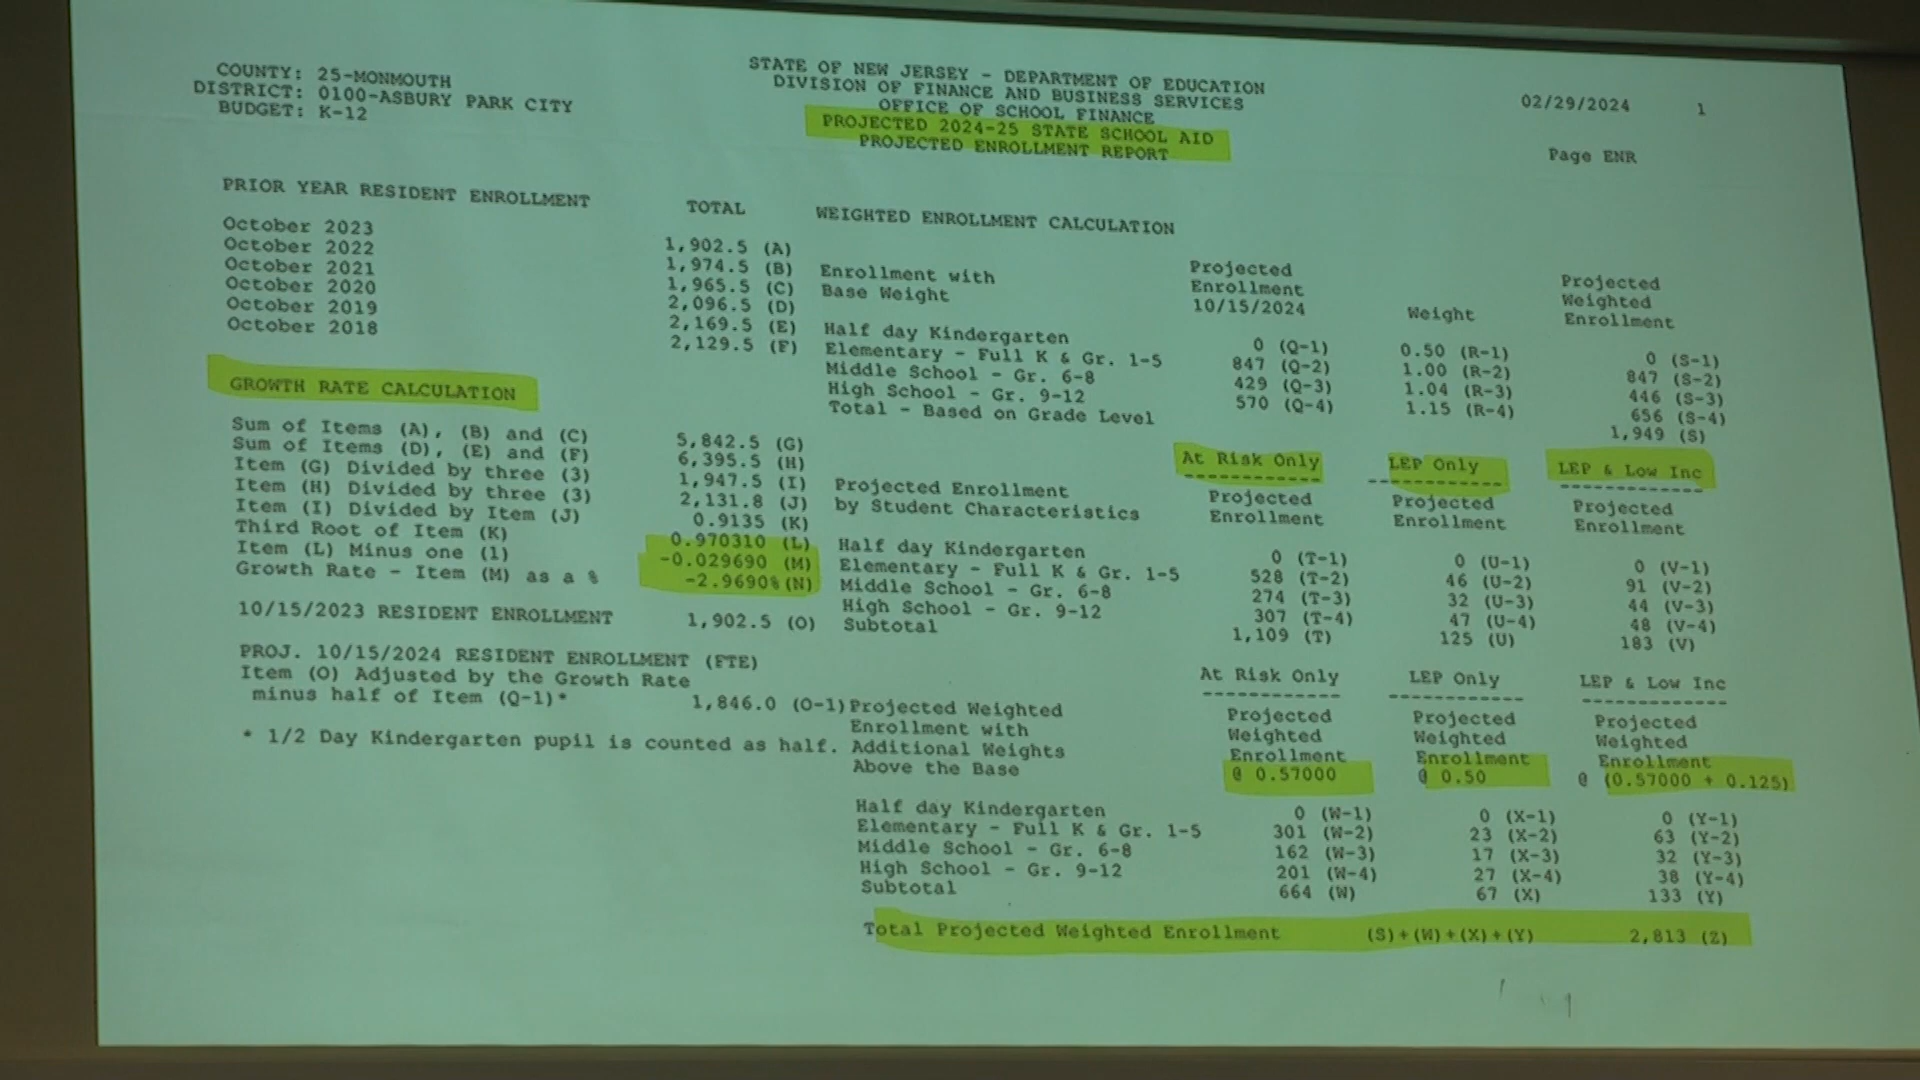 COUNTY: 25-MONMOUTH
DISTRICT: 0100-ASBURY PARK CITY
BUDGET: K-12
STATE OF NEW JERSEY - DEPARTMENT OF EDUCATION
DIVISION OF FINANCE AND BUSINESS SERVICES
OFFICE OF SCHOOL FINANCE
PROJECTED 2024-25 STATE SCHOOL AID
PROJECTED ENROLLMENT REPORT
02/29/2024 1
Page ENR
PRIOR YEAR RESIDENT ENROLLMENT TOTAL
October 2023 1,902.5 (A)
October 2022 1,974.5 (B)
October 2021 1,965.5 (C)
October 2020 2,096.5 (D)
October 2019 2,169.5 (E)
October 2018 2,129.5 (F)
GROWTH RATE CALCULATION
Sum of Items (A), (B) and (C) 5,842.5 (G)
Sum of Items (D), (E) and (F) 6,395.5 (H)
Item (G) Divided by three (3) 1,947.5 (I)
Item (H) Divided by three (3) 2,131.8 (J)
Item (I) Divided by Item (J) 0.9135 (K)
Third Root of Item (K) 0.970310 (L)
Item (L) Minus one (1) -0.029690 (M)
Growth Rate - Item (M) as a % -2.9690% (N)
10/15/2023 RESIDENT ENROLLMENT 1,902.5 (O)
PROJ. 10/15/2024 RESIDENT ENROLLMENT (FTE)
Item (O) Adjusted by the Growth Rate
minus half of Item (Q-1)* 1,846.0 (O-1)
* 1/2 Day Kindergarten pupil is counted as half.
WEIGHTED ENROLLMENT CALCULATION
Enrollment with
Base Weight
Projected
Enrollment
10/15/2024
Weight
Projected
Weighted
Enrollment
Half day Kindergarten 0 (Q-1) 0.50 (R-1) 0 (S-1)
Elementary - Full K & Gr. 1-5 847 (Q-2) 1.00 (R-2) 847 (S-2)
Middle School - Gr. 6-8 429 (Q-3) 1.04 (R-3) 446 (S-3)
High School - Gr. 9-12 570 (Q-4) 1.15 (R-4) 656 (S-4)
Total - Based on Grade Level 1,949 (S)
At Risk Only LEP Only LEP & Low Inc
Projected Enrollment
by Student Characteristics
Projected Projected Projected
Enrollment Enrollment Enrollment
Half day Kindergarten 0 (T-1) 0 (U-1) 0 (V-1)
Elementary - Full K & Gr. 1-5 528 (T-2) 46 (U-2) 91 (V-2)
Middle School - Gr. 6-8 274 (T-3) 32 (U-3) 44 (V-3)
High School - Gr. 9-12 307 (T-4) 47 (U-4) 48 (V-4)
Subtotal 1,109 (T) 125 (U) 183 (V)
At Risk Only LEP Only LEP & Low Inc
Projected Weighted
Enrollment with
Additional Weights
Above the Base
Projected Projected Projected
Weighted Weighted Weighted
Enrollment Enrollment Enrollment
@ 0.57000 @ 0.50 @ (0.57000 + 0.125)
Half day Kindergarten 0 (W-1) 0 (X-1) 0 (Y-1)
Elementary - Full K & Gr. 1-5 301 (W-2) 23 (X-2) 63 (Y-2)
Middle School - Gr. 6-8 162 (W-3) 17 (X-3) 32 (Y-3)
High School - Gr. 9-12 201 (W-4) 27 (X-4) 38 (Y-4)
Subtotal 664 (W) 67 (X) 133 (Y)
Total Projected Weighted Enrollment (S)+(W)+(X)+(Y) 2,813 (Z)